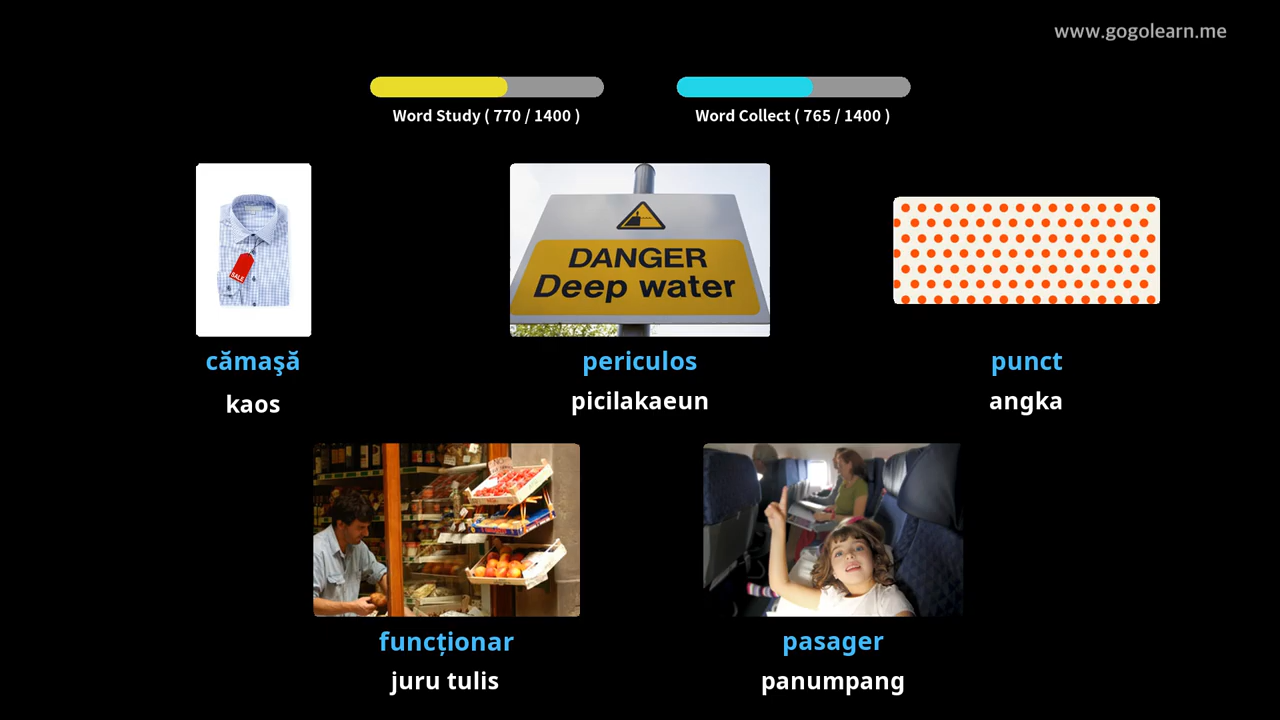 www.gogolearn.me
Word Study ( 770 / 1400 )
Word Collect ( 765 / 1400 )
SALE
DANGER
Deep water
cămaşă
periculos
punct
kaos
picilakaeun
angka
funcționar
pasager
juru tulis
panumpang